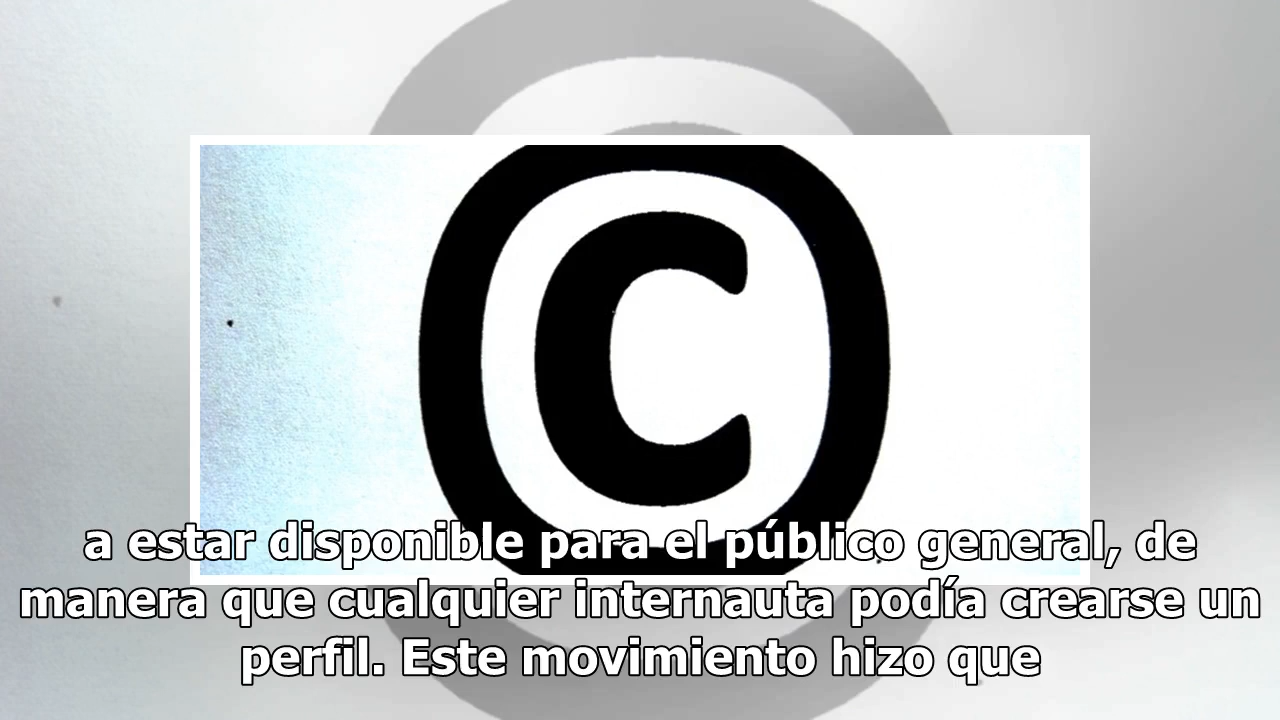 ©
a estar disponible para el público general, de
manera que cualquier internauta podía crearse un
perfil. Este movimiento hizo que